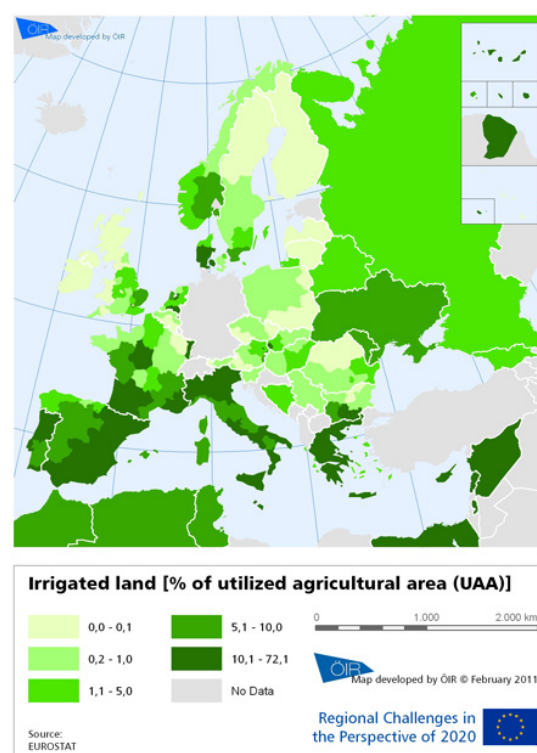 ÖIR
Map developed by ÖIR
Irrigated land [% of utilized agricultural area (UAA)]
0,0 - 0,1
5,1 - 10,0
0
1.000
2.000 km
0,2 - 1,0
10,1 - 72,1
1,1 - 5,0
No Data
ÖIR
Map developed by ÖIR © February 2011
Source:
EUROSTAT
Regional Challenges in
the Perspective of 2020